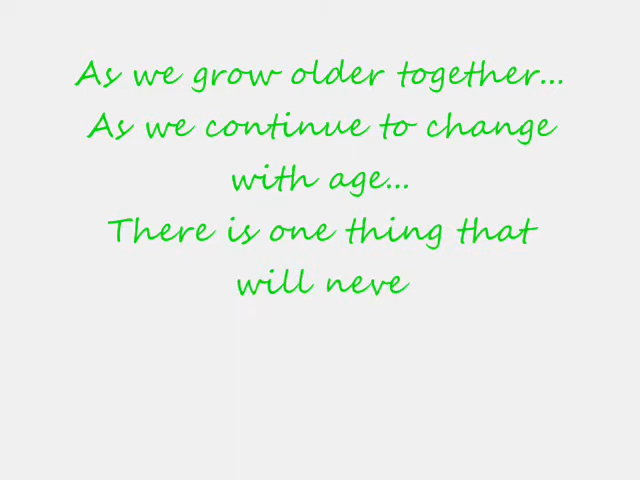 As we grow older together...
As we continue to change
with age...
There is one thing that
will neve